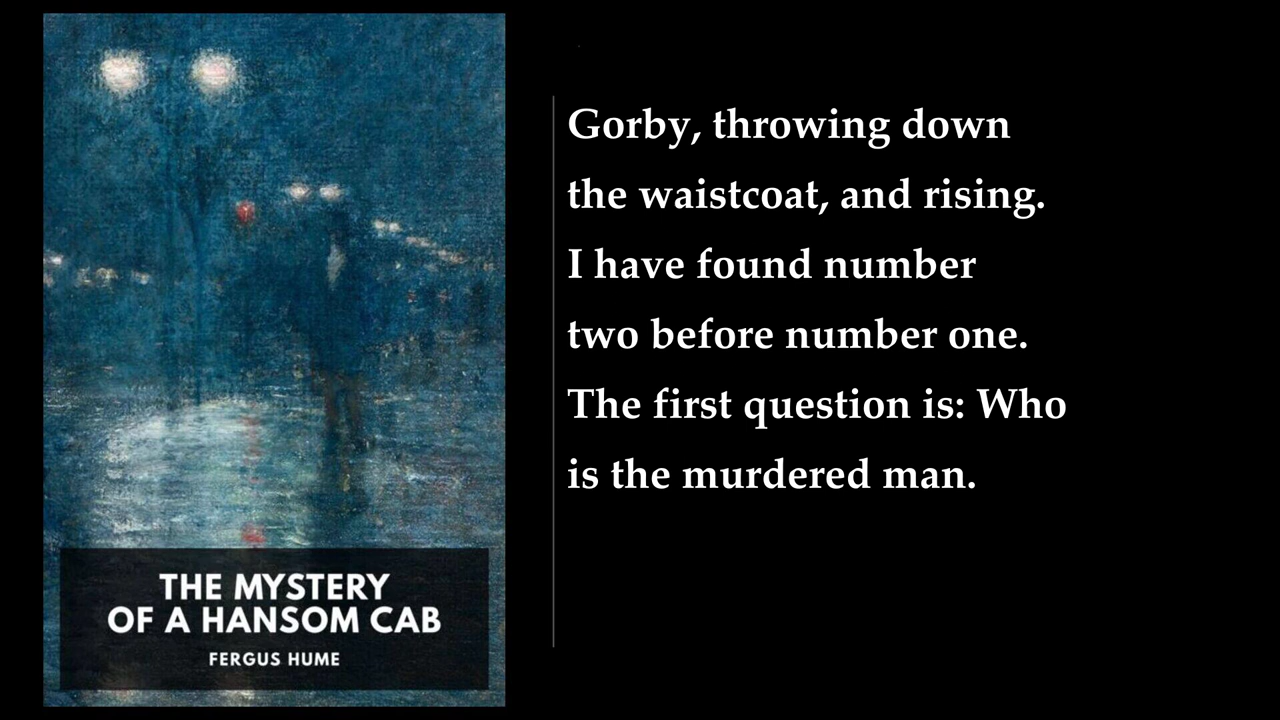 Gorby, throwing down
the waistcoat, and rising.
I have found number
two before number one.
The first question is: Who
is the murdered man.
THE MYSTERY
OF A HANSOM CAB
FERGUS HUME